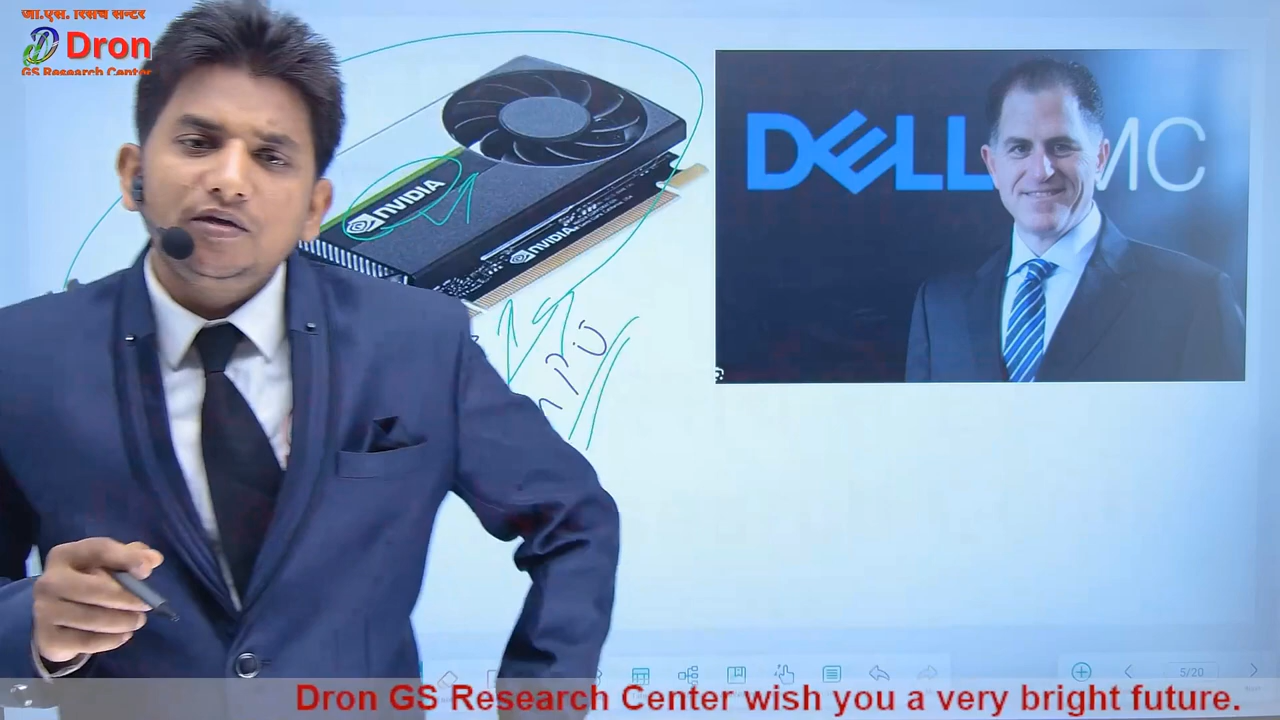 जी.एस. रिसर्च सेन्टर
Dron
GS Research Center
NVIDIA
NVIDIA
DELL MC
5/20
Dron GS Research Center wish you a very bright future.